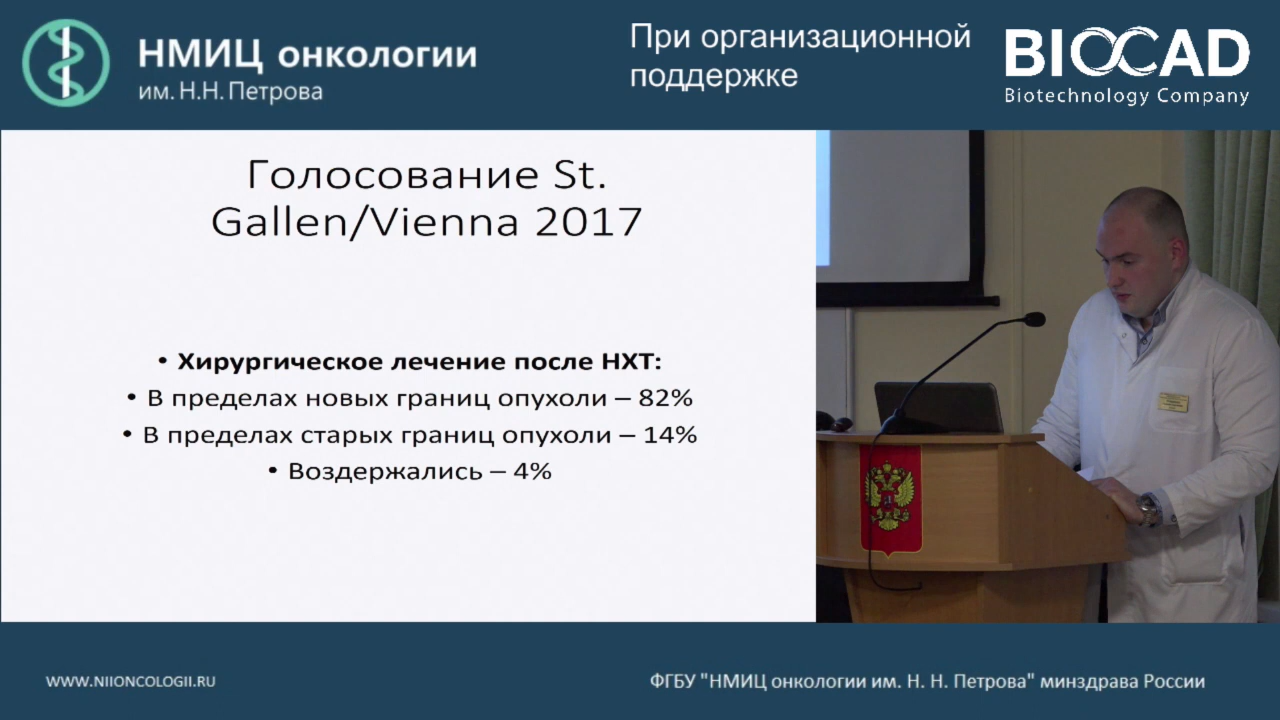 НМИЦ онкологии
им. Н.Н. Петрова
При организационной
поддержке
BIOCAD
Biotechnology Company
Голосование St.
Gallen/Vienna 2017
• Хирургическое лечение после НХТ:
• В пределах новых границ опухоли – 82%
• В пределах старых границ опухоли – 14%
• Воздержались – 4%
WWW.NIIONCOLOGII.RU
ФГБУ "НМИЦ онкологии им. Н. Н. Петрова" минздрава России